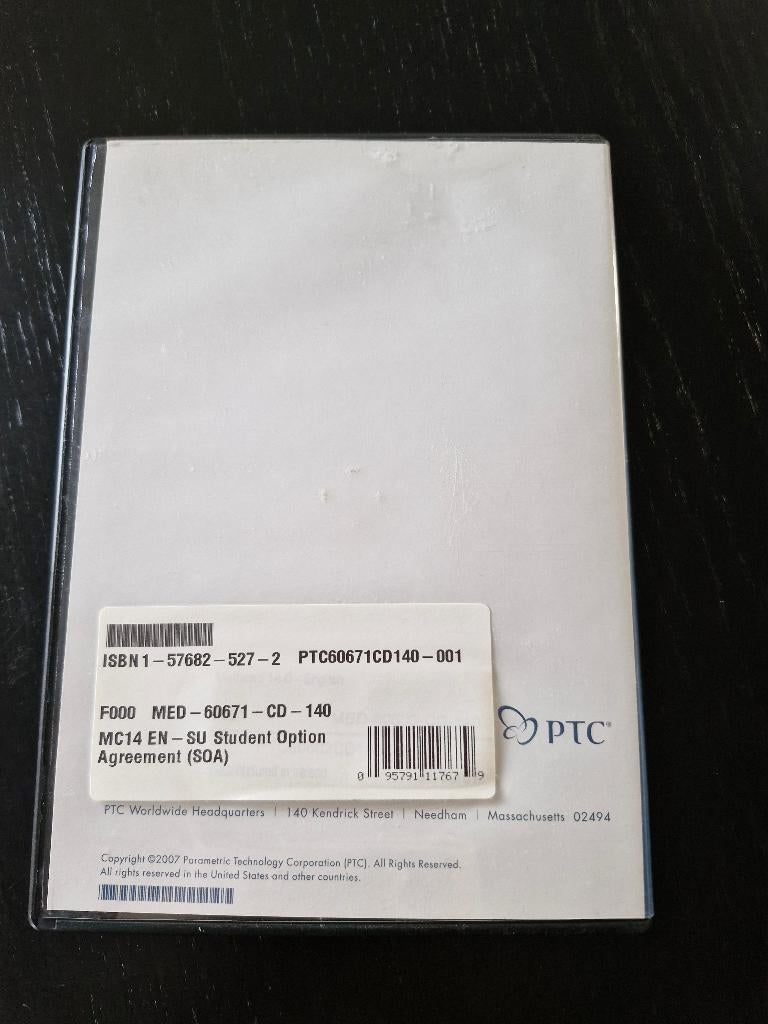 ISBN 1-57682-527-2 PTC60671CD140-001
F000 MED-60671-CD-140
MC14 EN-SU Student Option
Agreement (SOA)
0 95791 11767 9
PTC®
PTC Worldwide Headquarters | 140 Kendrick Street | Needham | Massachusetts 02494
Copyright ©2007 Parametric Technology Corporation (PTC). All Rights Reserved.
All rights reserved in the United States and other countries.